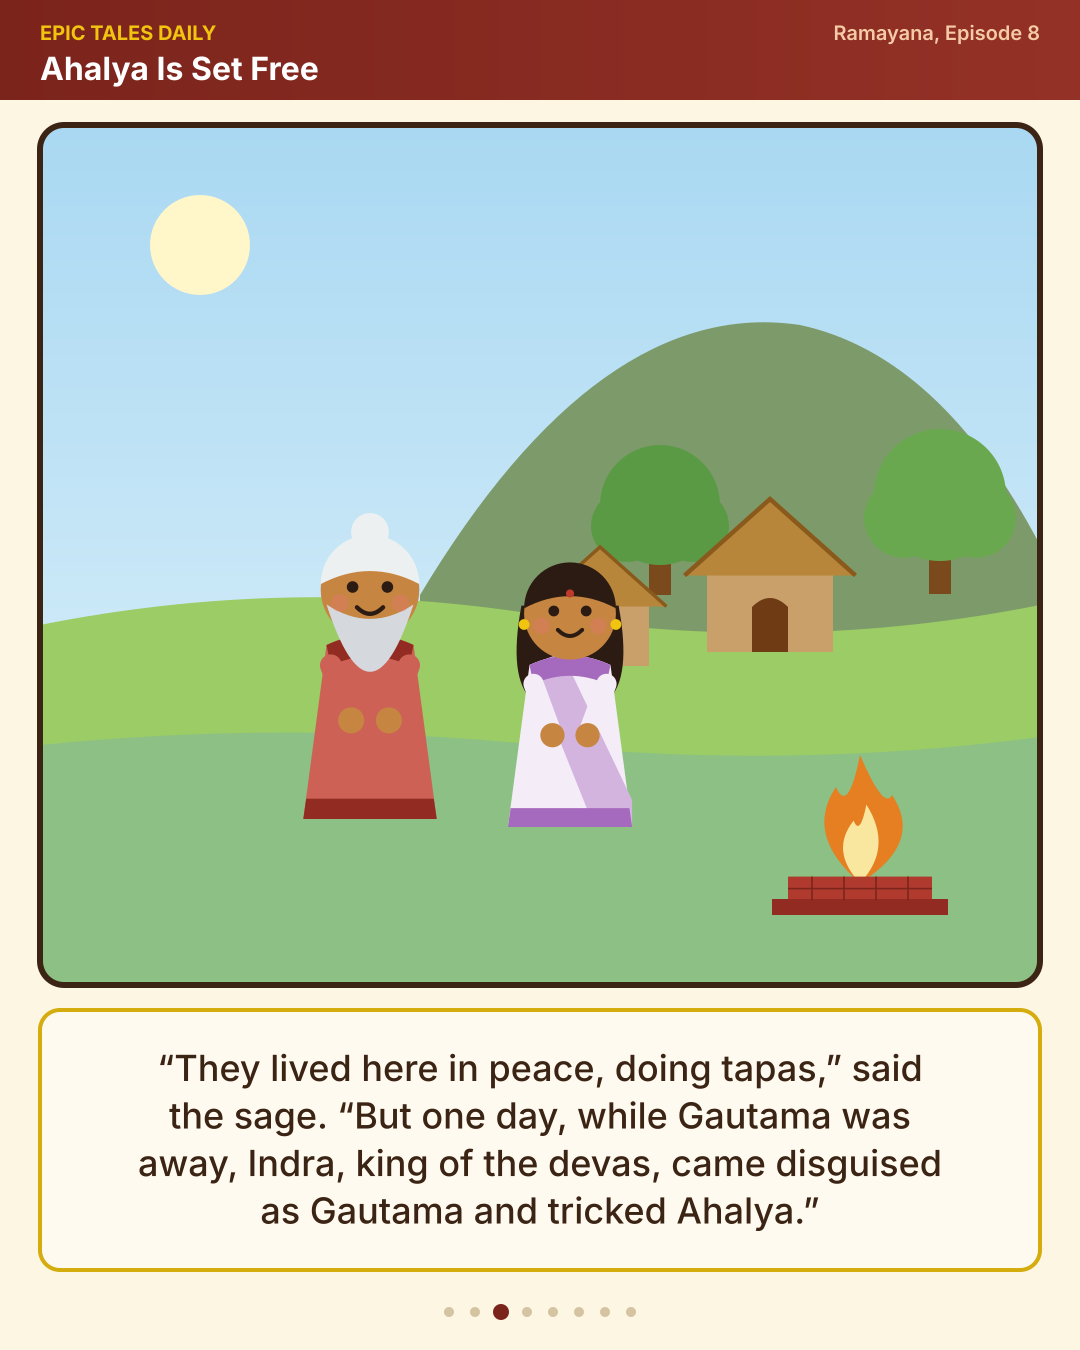 EPIC TALES DAILY
Ramayana, Episode 8
Ahalya Is Set Free
“They lived here in peace, doing tapas,” said
the sage. “But one day, while Gautama was
away, Indra, king of the devas, came disguised
as Gautama and tricked Ahalya.”